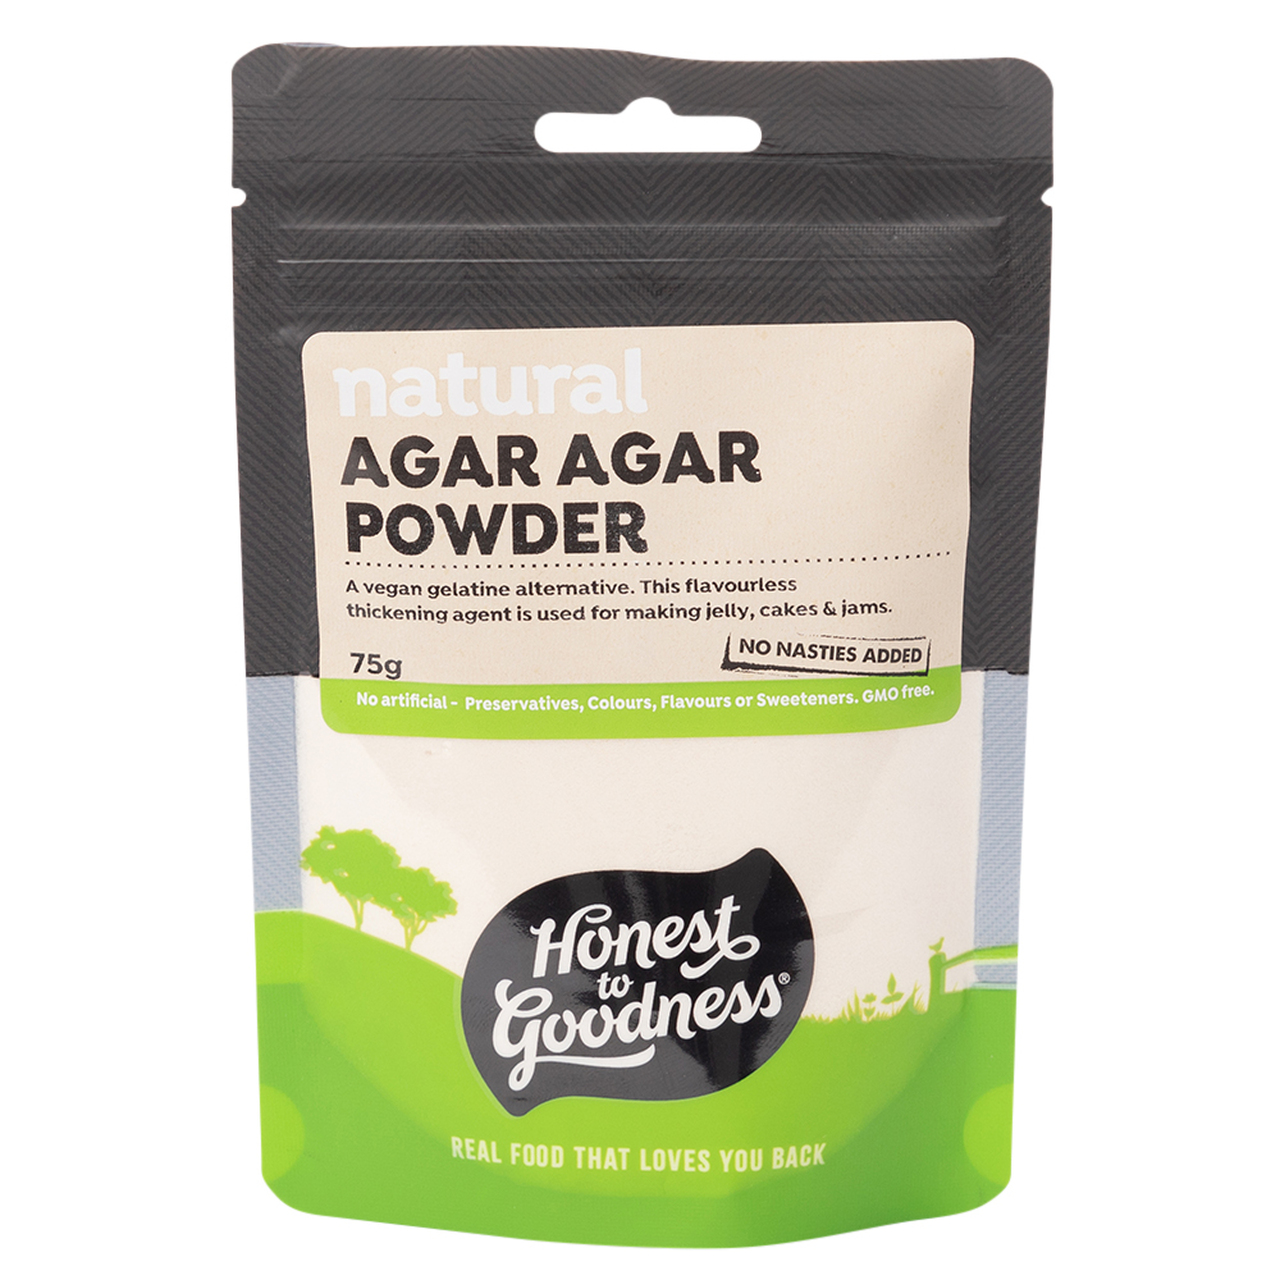 natural
AGAR AGAR
POWDER
A vegan gelatine alternative. This flavourless
thickening agent is used for making jelly, cakes & jams.
75g
NO NASTIES ADDED
No artificial - Preservatives, Colours, Flavours or Sweeteners. GMO free.
Honest
to
Goodness®
REAL FOOD THAT LOVES YOU BACK